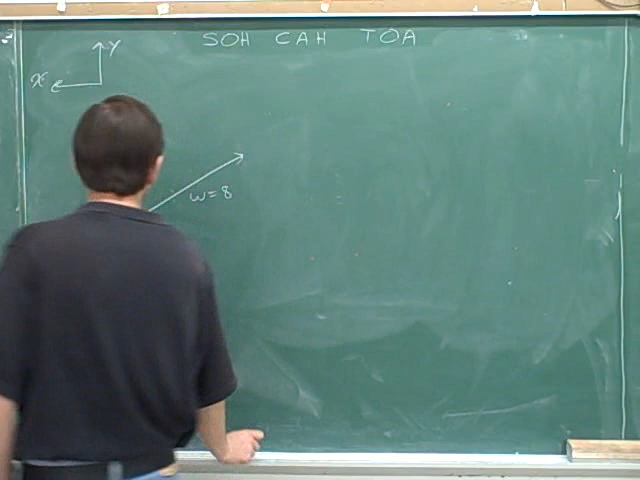 SOH CAH TOA
Y
x
w = 8